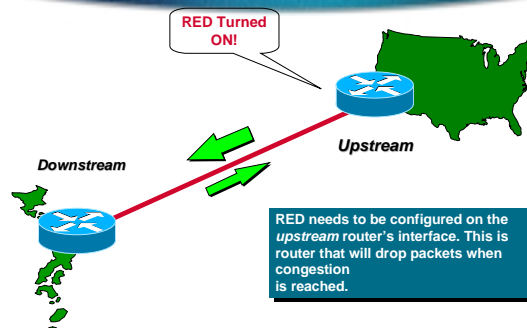 RED Turned
ON!
Upstream
Downstream
RED needs to be configured on the
upstream router's interface. This is
router that will drop packets when
congestion
is reached.